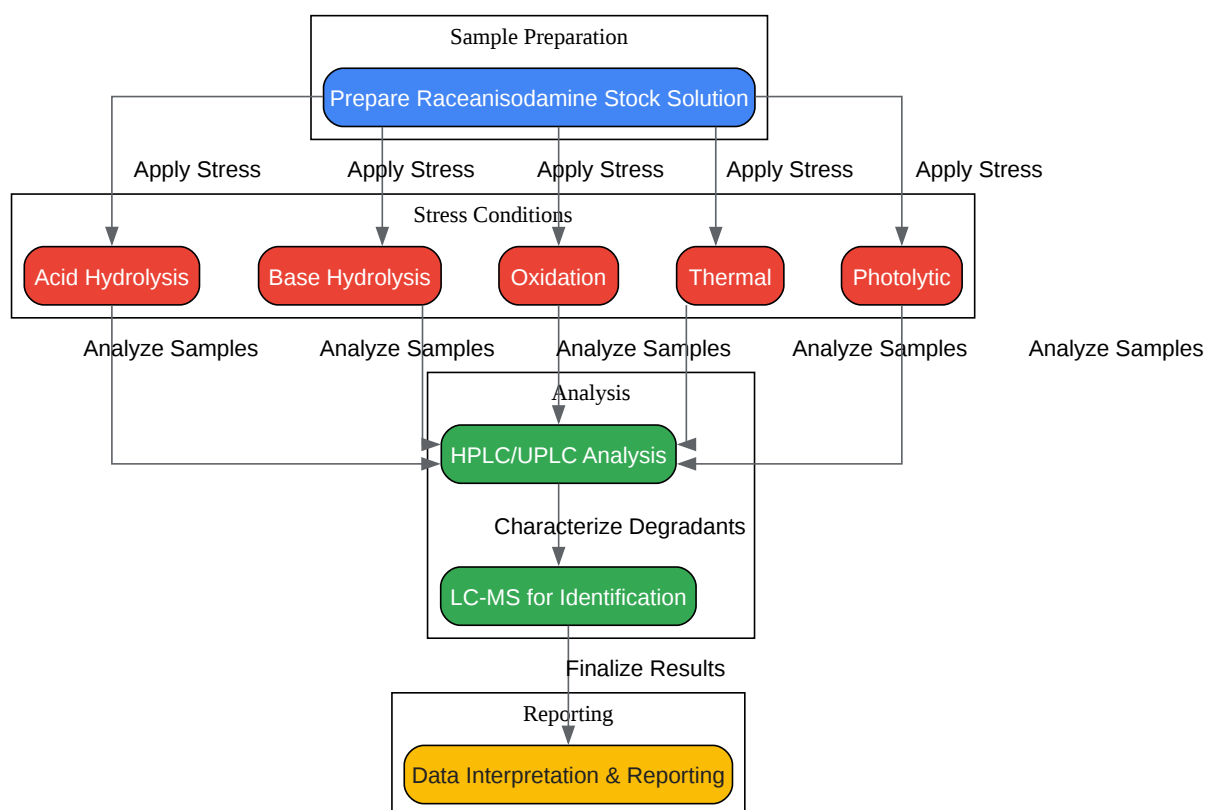 Sample Preparation
Prepare Raceanisodamine Stock Solution
Apply Stress
Apply Stress
Apply Stress
Apply Stress
Apply Stress
Stress Conditions
Acid Hydrolysis
Base Hydrolysis
Oxidation
Thermal
Photolytic
Analyze Samples
Analyze Samples
Analyze Samples
Analyze Samples
Analyze Samples
Analysis
HPLC/UPLC Analysis
Characterize Degradants
LC-MS for Identification
Finalize Results
Reporting
Data Interpretation & Reporting